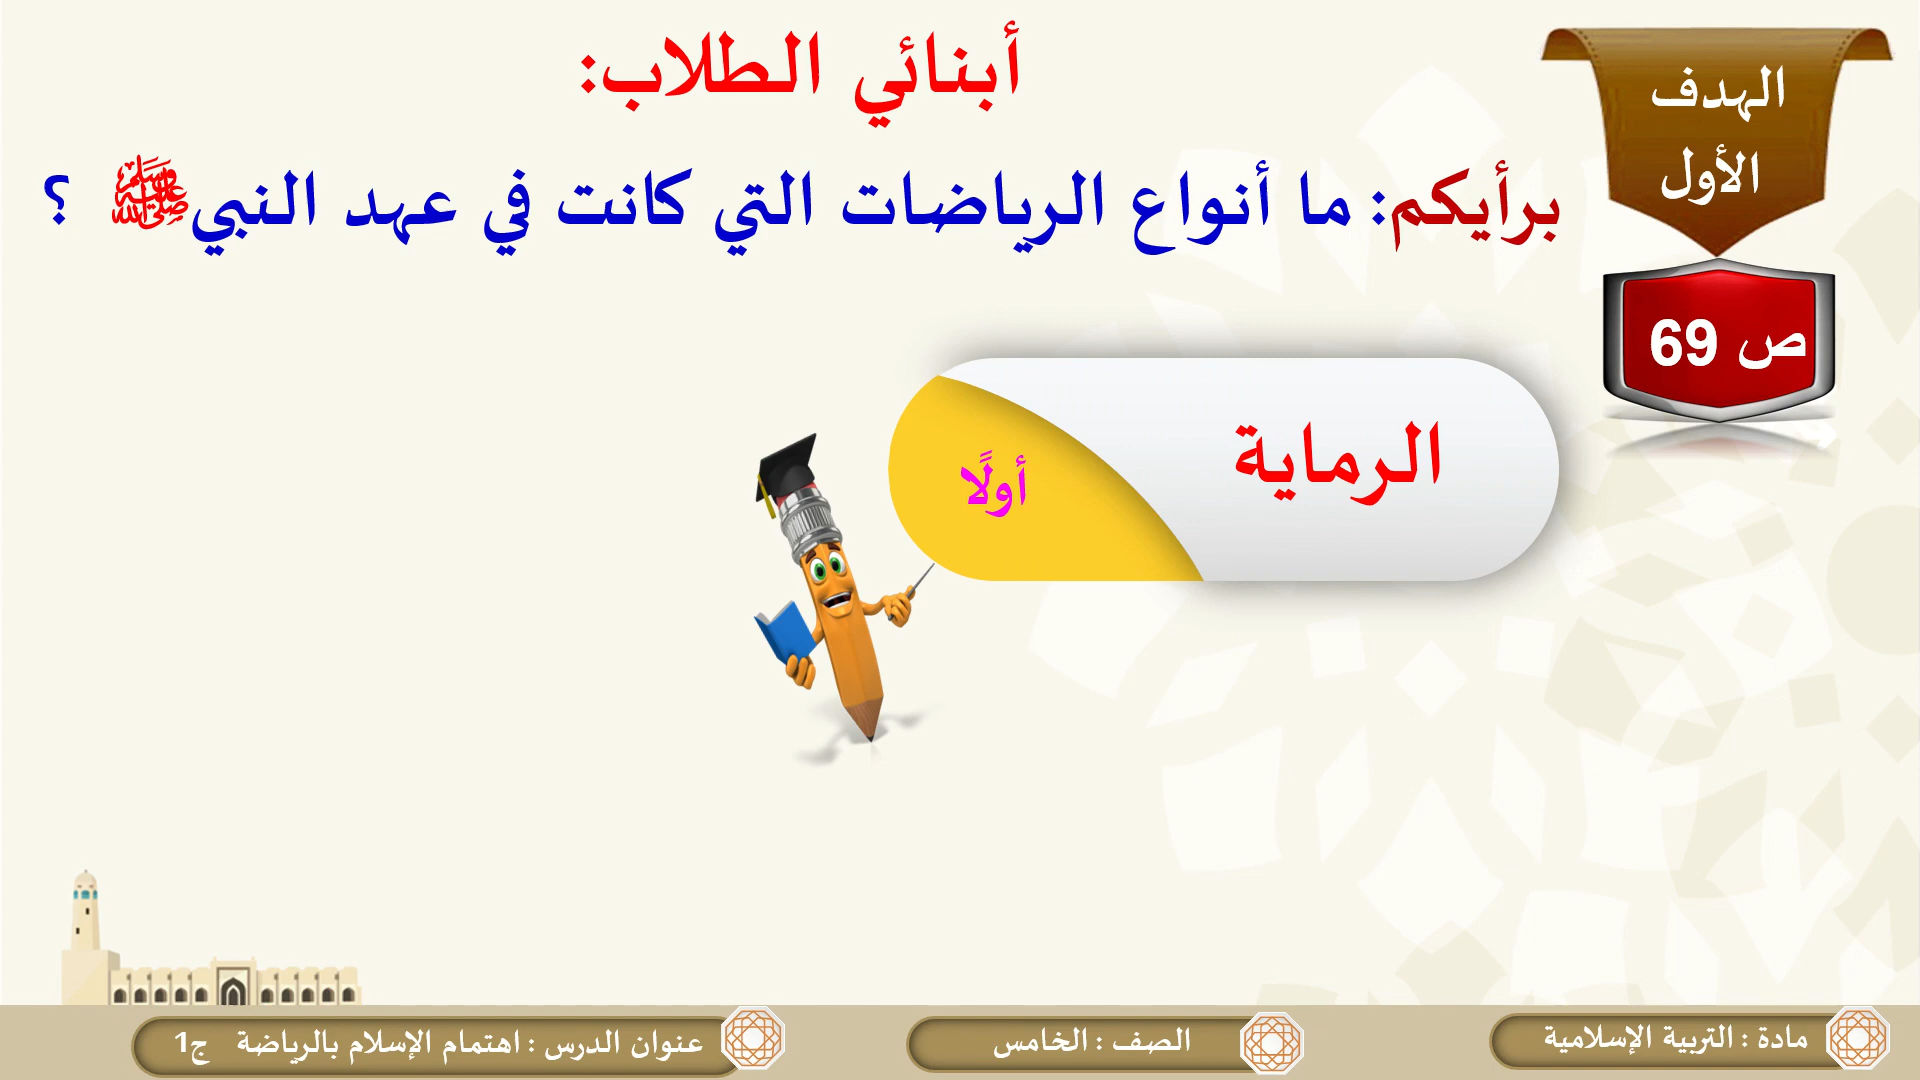 أبنائي الطلاب:
برأيكم: ما أنواع الرياضات التي كانت في عهد النبي ﷺ ؟
الهدف
الأول
ص 69
الرماية
أولًا
مادة : التربية الإسلامية
الصف : الخامس
عنوان الدرس : اهتمام الإسلام بالرياضة ج1